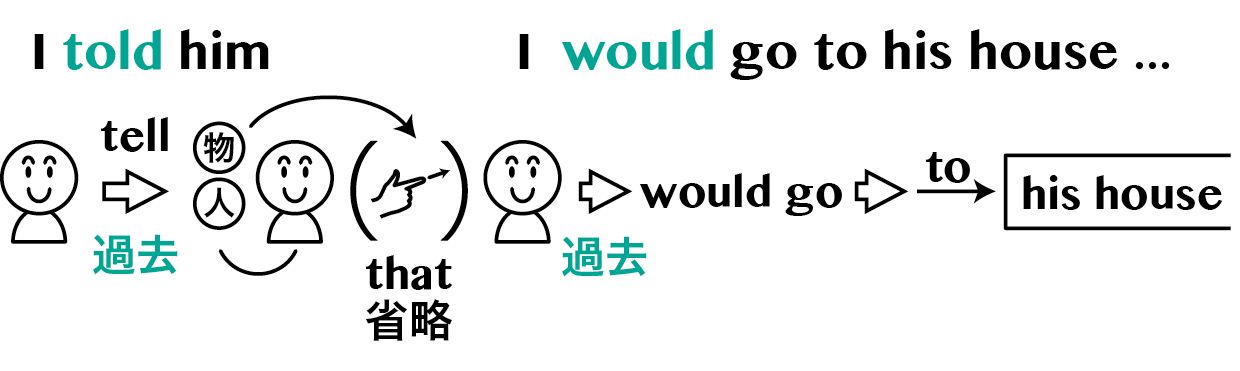 I told him I would go to his house ...
tell 物 人 would go to his house
過去 過去
that
省略